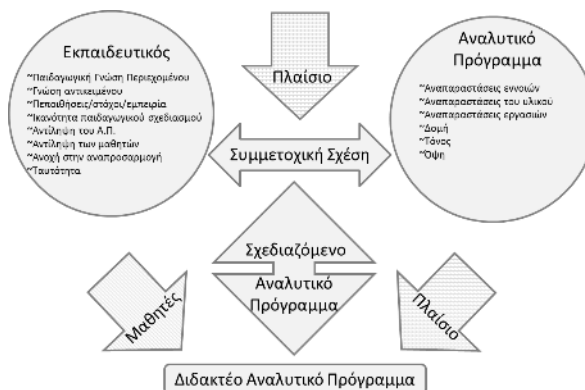 Εκπαιδευτικός
~Παιδαγωγική Γνώση Περιεχομένου
~Γνώση αντικειμένου
~Πεποιθήσεις/στόχοι/εμπειρία
~Ικανότητα παιδαγωγικού σχεδιασμού
~Αντίληψη του Α.Π.
~Αντίληψη των μαθητών
~Ανοχή στην αναπροσαρμογή
~Ταυτότητα
Πλαίσιο
Αναλυτικό
Πρόγραμμα
~Αναπαραστάσεις εννοιών
~Αναπαραστάσεις του υλικού
~Αναπαραστάσεις εργασιών
~Δομή
~Τόνος
~Όψη
Συμμετοχική Σχέση
Σχεδιαζόμενο
Αναλυτικό
Πρόγραμμα
Μαθητές
Πλαίσιο
Διδακτέο Αναλυτικό Πρόγραμμα